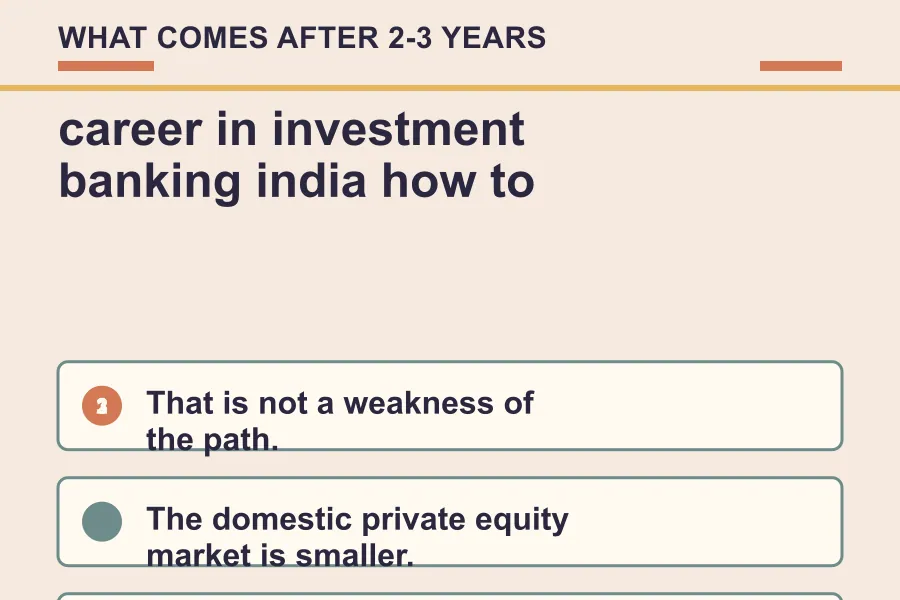 WHAT COMES AFTER 2-3 YEARS
career in investment
banking india how to
That is not a weakness of
the path.
The domestic private equity
market is smaller.